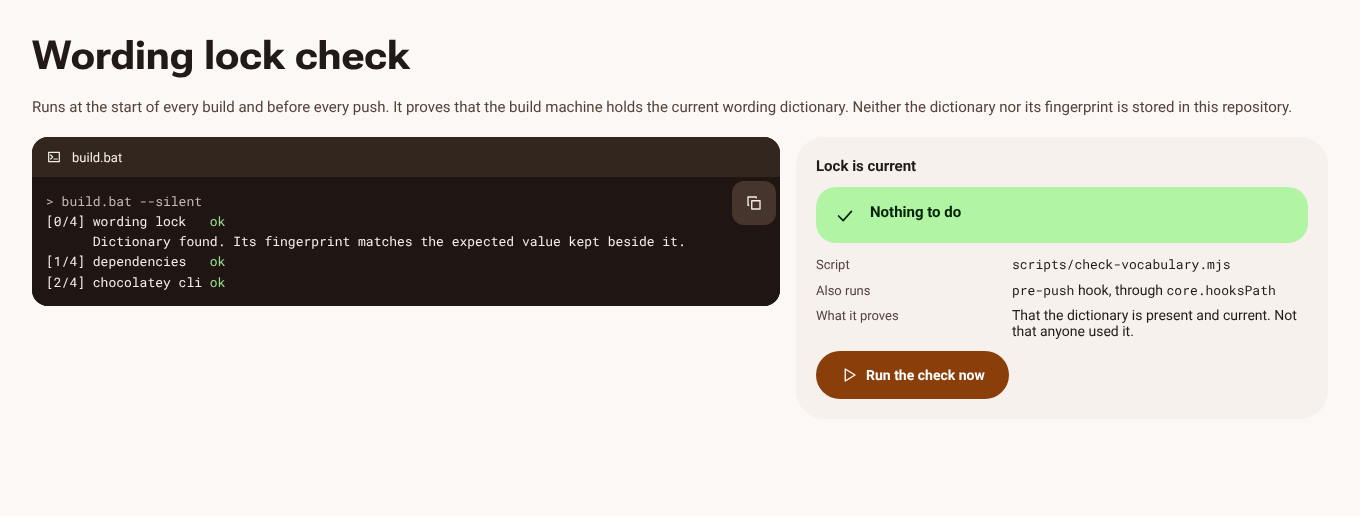 Wording lock check
Runs at the start of every build and before every push. It proves that the build machine holds the current wording dictionary. Neither the dictionary nor its fingerprint is stored in this repository.
build.bat
> build.bat --silent
[0/4] wording lock   ok
      Dictionary found. Its fingerprint matches the expected value kept beside it.
[1/4] dependencies   ok
[2/4] chocolatey cli ok
Lock is current
Nothing to do
Script scripts/check-vocabulary.mjs
Also runs pre-push hook, through core.hooksPath
What it proves That the dictionary is present and current. Not
that anyone used it.
Run the check now